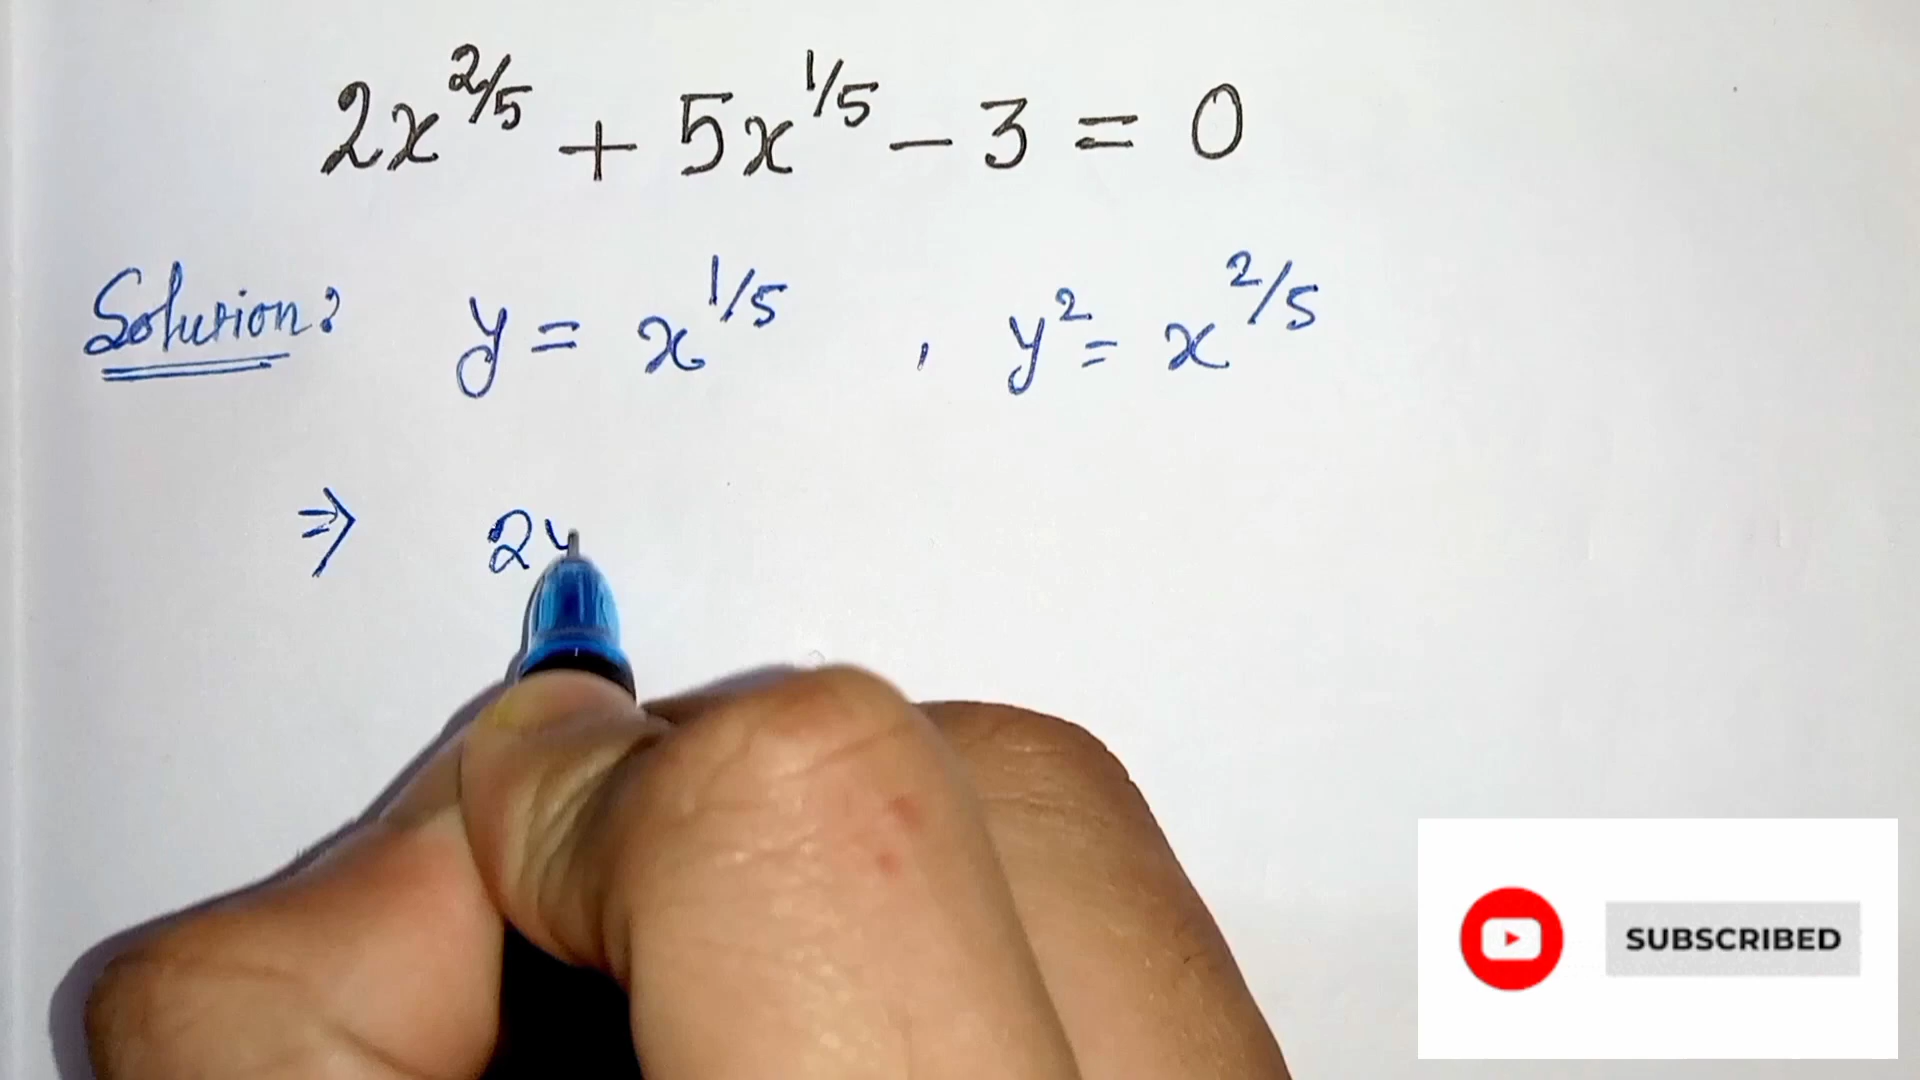 2x^{2/5} + 5x^{1/5} - 3 = 0
Solution: y = x^{1/5} , y^2 = x^{2/5}
⇒ 2y
SUBSCRIBED